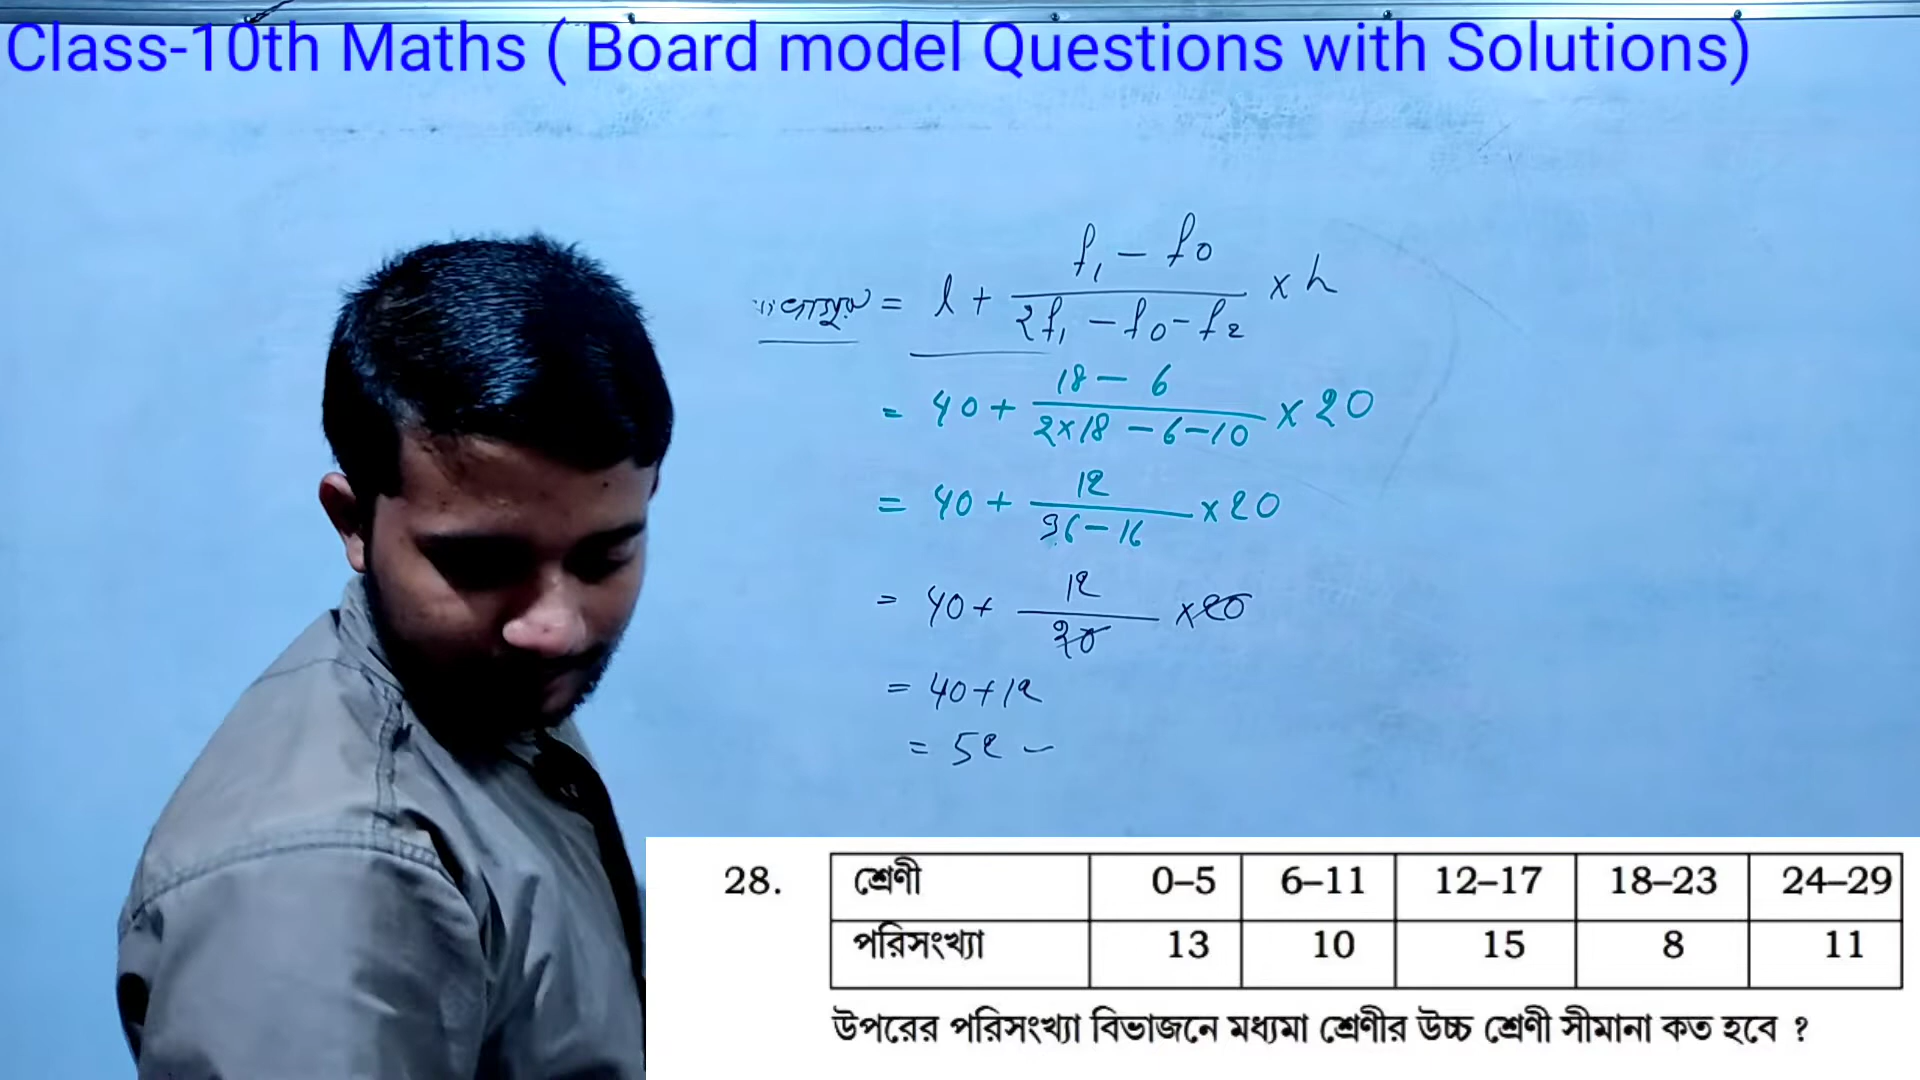 Class-10th Maths ( Board model Questions with Solutions)
= l + (f₁ - f0)/(2f₁ - f0 - f2) × h
= 40 + (18 - 6)/(2×18 - 6 - 10) × 20
= 40 + 12/(36 - 16) × 20
= 40 + 12/20 × 20
= 40 + 12
= 52 -
28.
শ্রেণী 0–5 6–11 12–17 18–23 24–29
পরিসংখ্যা 13 10 15 8 11
উপরের পরিসংখ্যা বিভাজনে মধ্যমা শ্রেণীর উচ্চ শ্রেণী সীমানা কত হবে ?